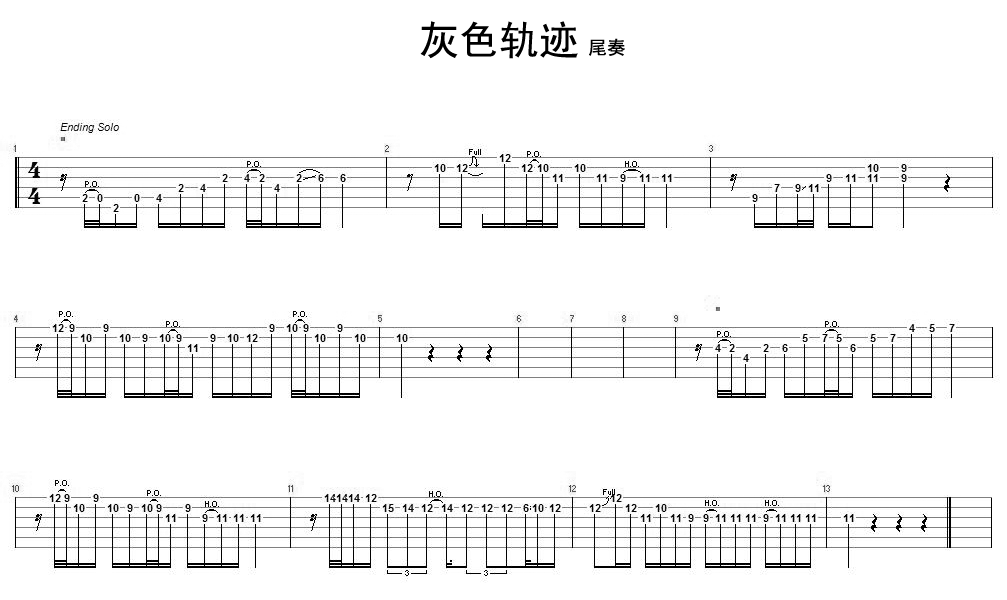 灰色轨迹 尾奏
Ending Solo
1 2 3
Full
4 4
P.O. P.O. P.O. H.O.
2 0 2 0 4 2 4 2 4 2 4 2 6 6 10 12 12 12 10 11 10 11 9 11 11 9 7 9 11 9 11 10 11 9 9
4 5 6 7 8 9
P.O. P.O. P.O. P.O. P.O.
12 9 10 9 10 9 10 9 11 9 10 12 9 10 9 10 9 10 10 4 2 4 2 6 5 7 5 6 5 7 4 5 7
10 11 12 13
P.O. P.O. H.O. H.O. Full H.O. H.O.
12 9 10 9 10 9 10 9 11 9 9 11 11 11 14 14 14 12 15 14 12 14 12 12 12 6 10 12 12 12 12 11 10 11 9 9 11 11 11 9 11 11 11 11
3 3